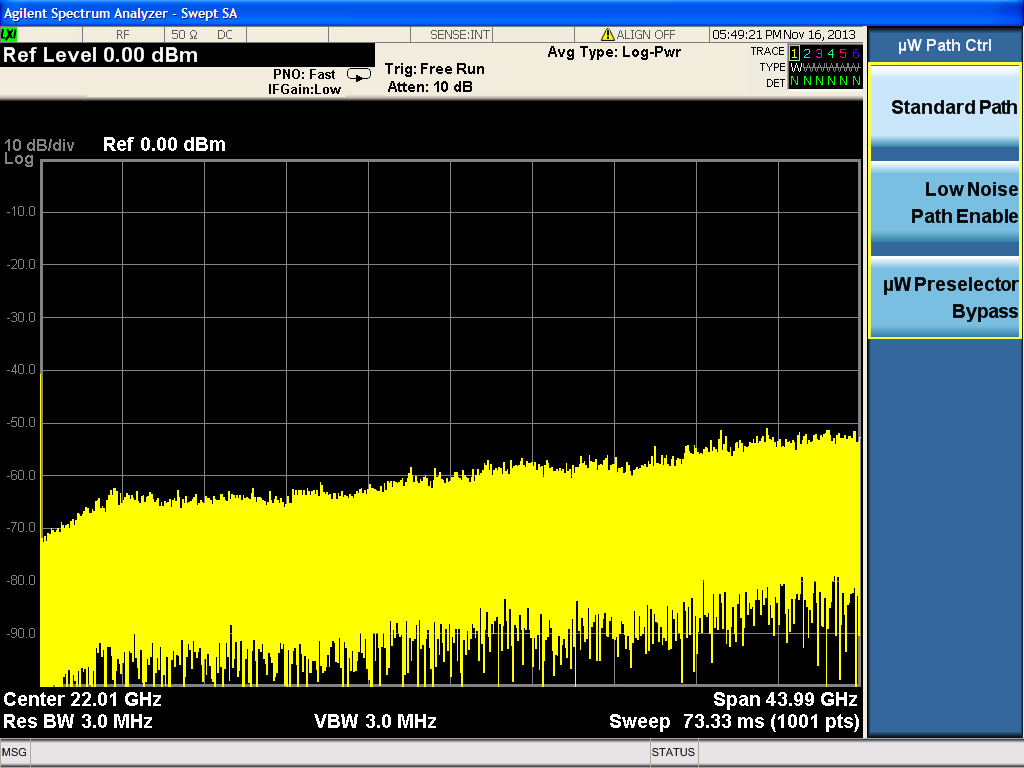 Agilent Spectrum Analyzer - Swept SA
LXI RF 50 Ω DC SENSE:INT ALIGN OFF 05:49:21 PM Nov 16, 2013
Ref Level 0.00 dBm
PNO: Fast
IFGain:Low
Trig: Free Run
Atten: 10 dB
Avg Type: Log-Pwr
TRACE 1 2 3 4 5 6
TYPE W W W W W W
DET N N N N N N
10 dB/div Ref 0.00 dBm
Log
-10.0
-20.0
-30.0
-40.0
-50.0
-60.0
-70.0
-80.0
-90.0
Center 22.01 GHz Span 43.99 GHz
Res BW 3.0 MHz VBW 3.0 MHz Sweep 73.33 ms (1001 pts)
MSG STATUS
µW Path Ctrl
Standard Path
Low Noise
Path Enable
µW Preselector
Bypass